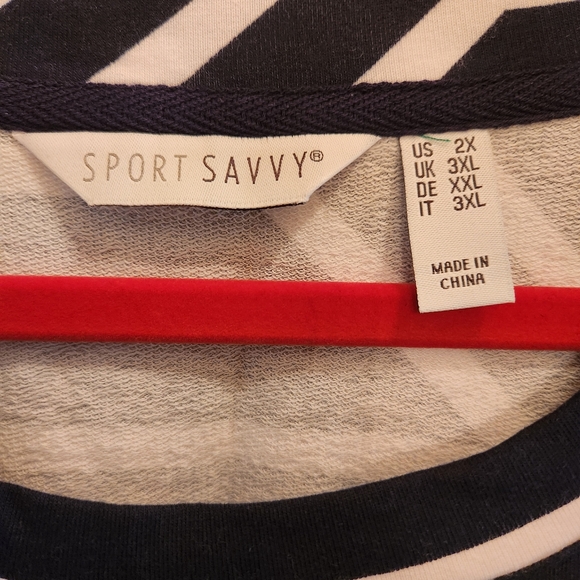 SPORT SAVVY®
US 2X
UK 3XL
DE XXL
IT 3XL
MADE IN
CHINA